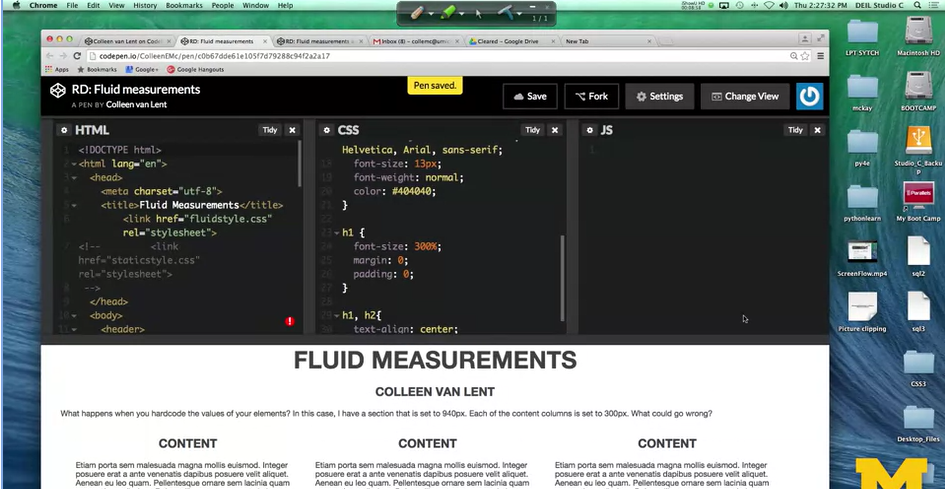 Chrome File Edit View History Bookmarks People Window Help
Thu 2:27:32 PM DEIL Studio C
1 / 1
Colleen van Lent on Code
RD: Fluid measurements
RD: Fluid measurements
Cleared – Google Drive
New Tab
codepen.io/ColleenEMc/pen/c0b67dde61e105f7d79288c94f2a2a17
Apps Bookmarks Google+ Google Hangouts
RD: Fluid measurements
A PEN BY Colleen van Lent
Pen saved.
Save
Fork
Settings
Change View
HTML
Tidy
1 <!DOCTYPE html>
2 <html lang="en">
3 <head>
4 <meta charset="utf-8">
5 <title>Fluid Measurements</title>
6 <link href="fluidstyle.css"
rel="stylesheet">
7 <!-- <link
href="staticstyle.css"
rel="stylesheet">
8 -->
9 </head>
10 <body>
11 <header>
CSS
Tidy
Helvetica, Arial, sans-serif;
18 font-size: 13px;
19 font-weight: normal;
20 color: #404040;
21 }
22
23 h1 {
24 font-size: 300%;
25 margin: 0;
26 padding: 0;
27 }
28
29 h1, h2{
30 text-align: center;
JS
Tidy
1
FLUID MEASUREMENTS
COLLEEN VAN LENT
What happens when you hardcode the values of your elements? In this case, I have a section that is set to 940px. Each of the content columns is set to 300px. What could go wrong?
CONTENT
Etiam porta sem malesuada magna mollis euismod. Integer
posuere erat a ante venenatis dapibus posuere velit aliquet.
Aenean eu leo quam. Pellentesque ornare sem lacinia quam
CONTENT
Etiam porta sem malesuada magna mollis euismod. Integer
posuere erat a ante venenatis dapibus posuere velit aliquet.
Aenean eu leo quam. Pellentesque ornare sem lacinia quam
CONTENT
Etiam porta sem malesuada magna mollis euismod. Integer
posuere erat a ante venenatis dapibus posuere velit aliquet.
Aenean eu leo quam. Pellentesque ornare sem lacinia quam
LPT-SYTCH
Macintosh HD
mckay
BOOTCAMP
py4e
Studio_C_Backu
p
pythonlearn
Parallels
My Boot Camp
ScreenFlow.mp4
sql2
Picture clipping
sql3
CSS3
Desktop_Files
M